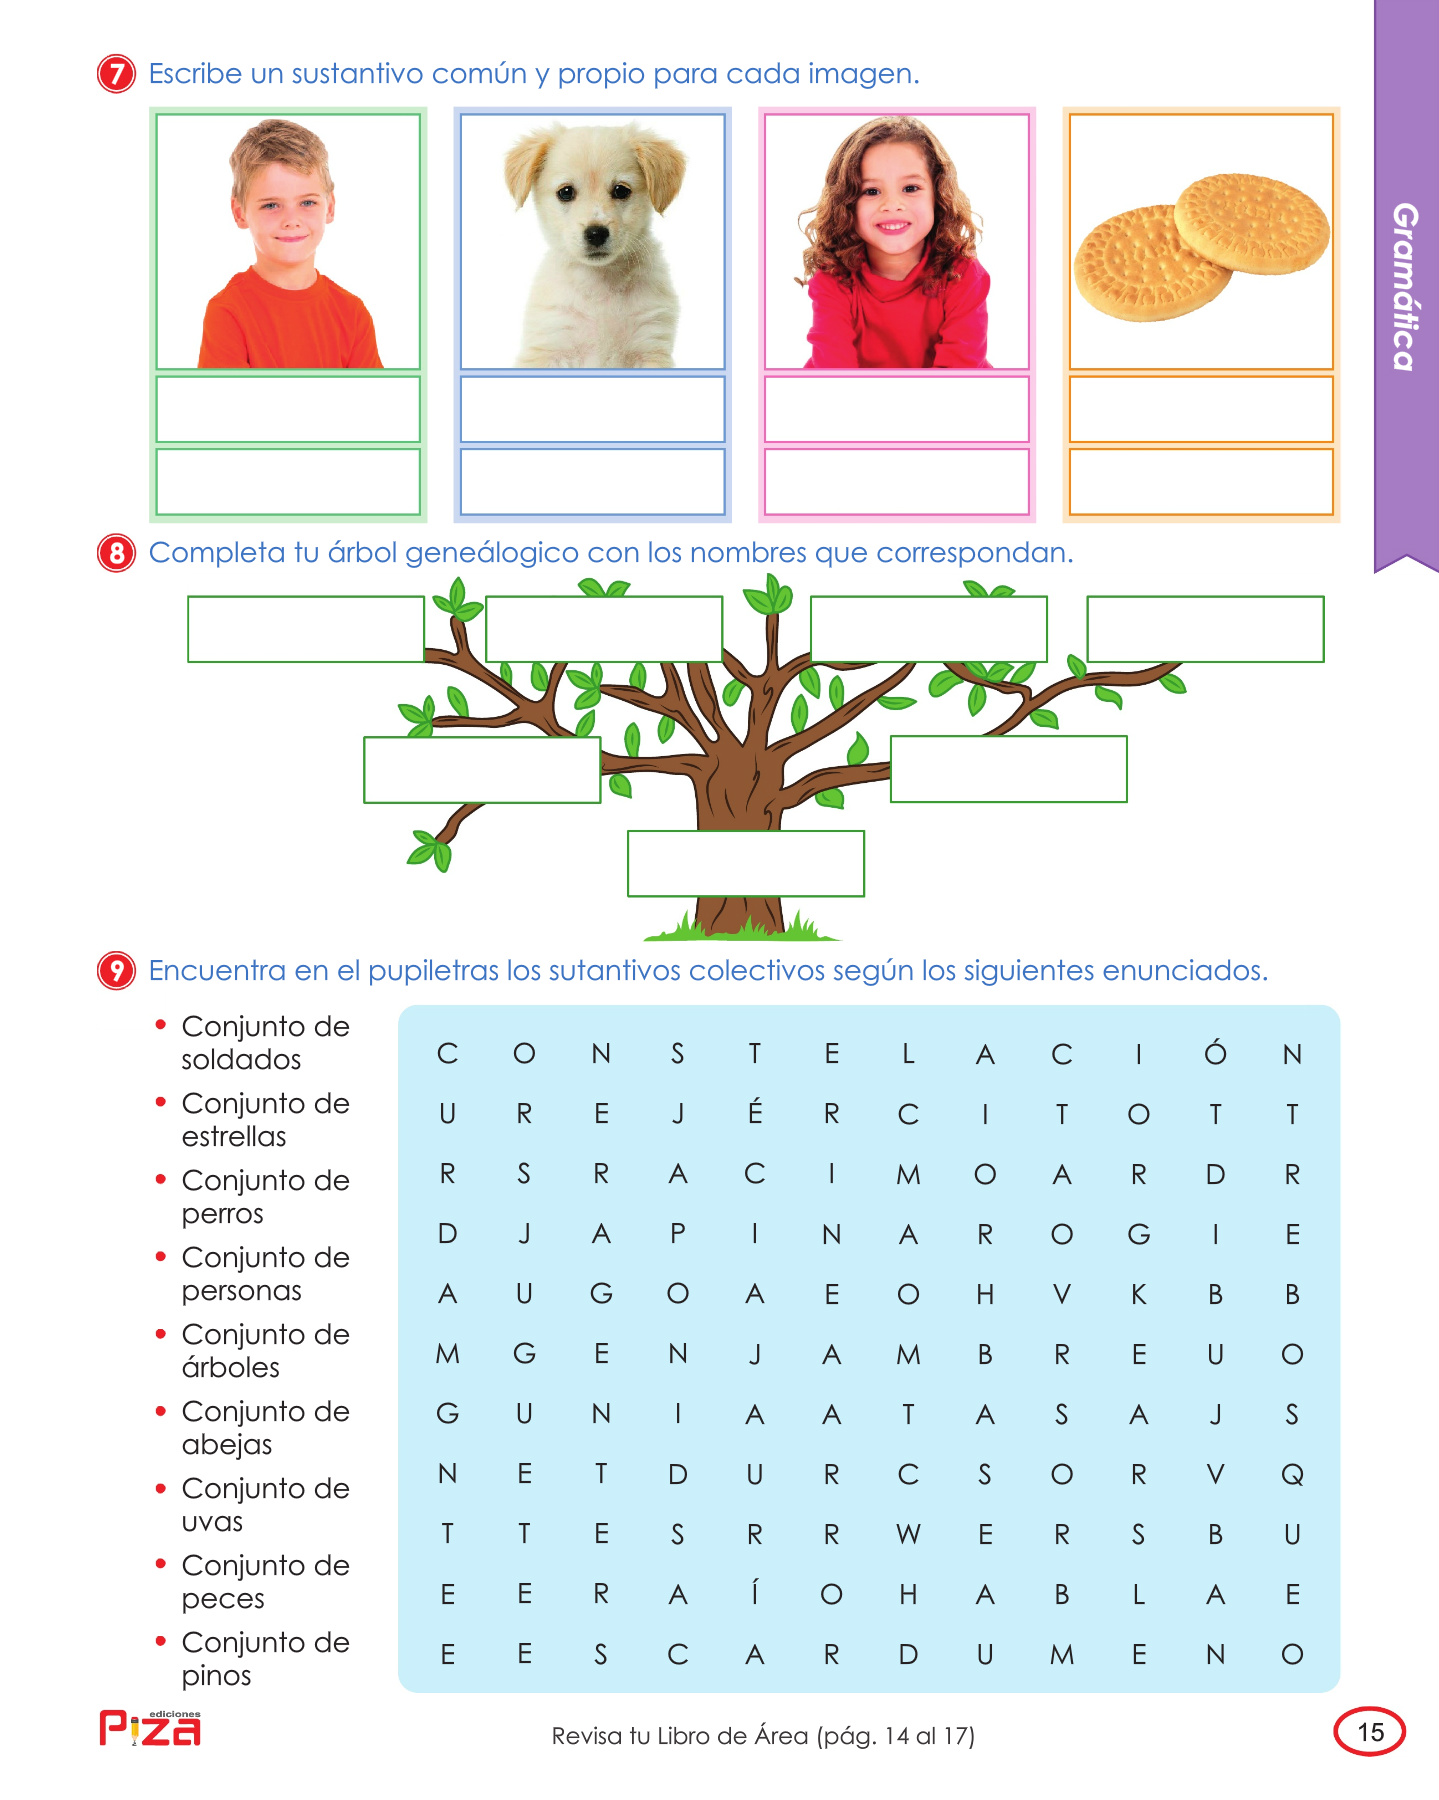 7 Escribe un sustantivo común y propio para cada imagen.
Gramática
8 Completa tu árbol geneálogico con los nombres que correspondan.
9 Encuentra en el pupiletras los sutantivos colectivos según los siguientes enunciados.
• Conjunto de
soldados
• Conjunto de
estrellas
• Conjunto de
perros
• Conjunto de
personas
• Conjunto de
árboles
• Conjunto de
abejas
• Conjunto de
uvas
• Conjunto de
peces
• Conjunto de
pinos
C O N S T E L A C I Ó N
U R E J É R C I T O T T
R S R A C I M O A R D R
D J A P I N A R O G I E
A U G O A E O H V K B B
M G E N J A M B R E U O
G U N I A A T A S A J S
N E T D U R C S O R V Q
T T E S R R W E R S B U
E E R A Í O H A B L A E
E E S C A R D U M E N O
ediciones
Piza
Revisa tu Libro de Área (pág. 14 al 17)
15